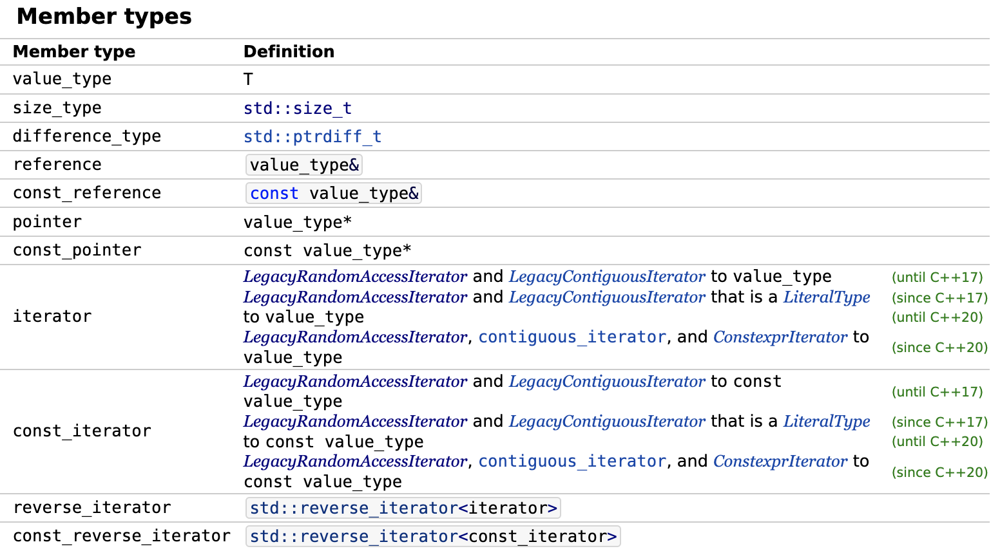 Member types
Member type Definition
value_type T
size_type std::size_t
difference_type std::ptrdiff_t
reference value_type&
const_reference const value_type&
pointer value_type*
const_pointer const value_type*
iterator
LegacyRandomAccessIterator and LegacyContiguousIterator to value_type (until C++17)
LegacyRandomAccessIterator and LegacyContiguousIterator that is a LiteralType (since C++17)
to value_type (until C++20)
LegacyRandomAccessIterator, contiguous_iterator, and ConstexprIterator to
value_type (since C++20)
const_iterator
LegacyRandomAccessIterator and LegacyContiguousIterator to const
value_type (until C++17)
LegacyRandomAccessIterator and LegacyContiguousIterator that is a LiteralType (since C++17)
to const value_type (until C++20)
LegacyRandomAccessIterator, contiguous_iterator, and ConstexprIterator to
const value_type (since C++20)
reverse_iterator std::reverse_iterator<iterator>
const_reverse_iterator std::reverse_iterator<const_iterator>